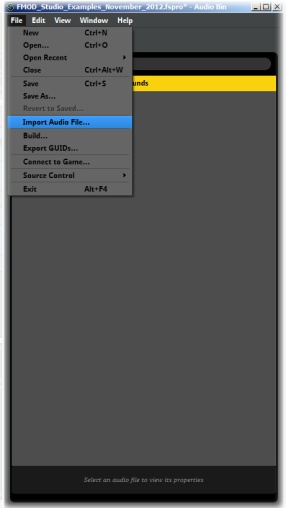 FMOD_Studio_Examples_November_2012.fspro* - Audio Bin
File Edit View Window Help
New Ctrl+N
Open... Ctrl+O
Open Recent
Close Ctrl+Alt+W
Save Ctrl+S
unds
Save As...
Revert to Saved...
Import Audio File...
Build...
Export GUIDs...
Connect to Game...
Source Control
Exit Alt+F4
Select an audio file to view its properties